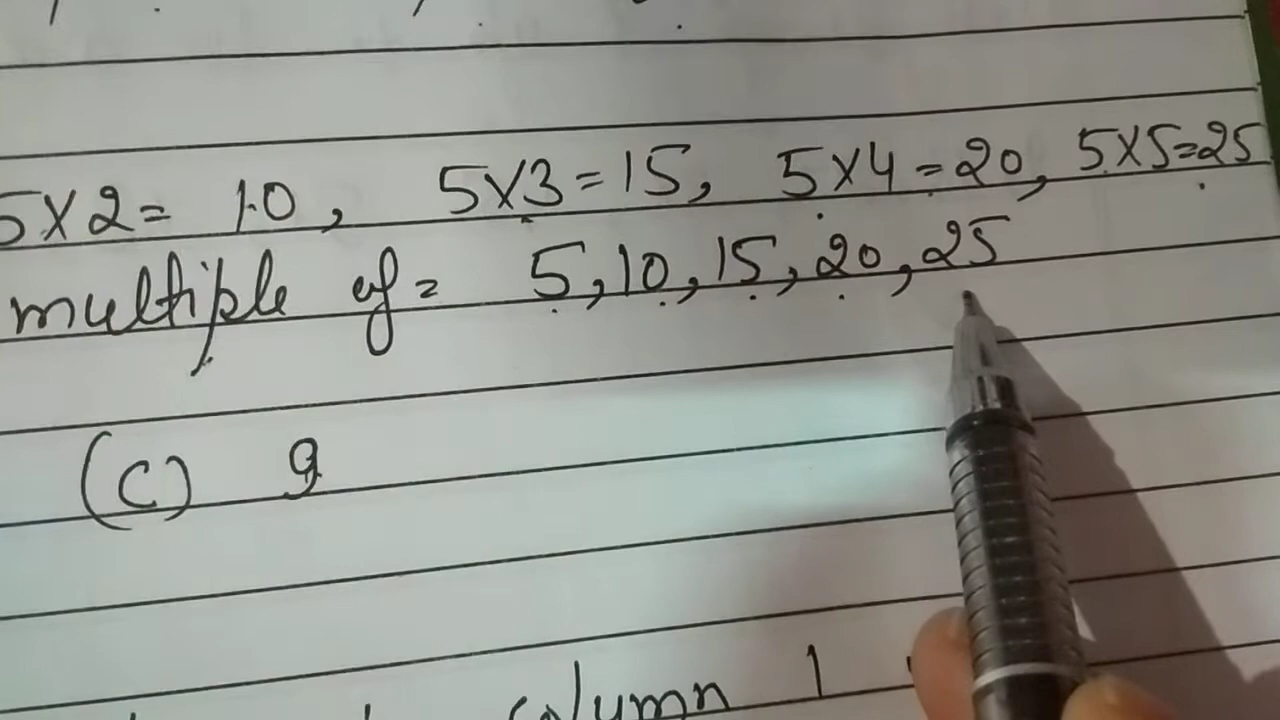 5X2= 10, 5X3=15, 5X4=20, 5X5=25
multiple of= 5,10,15,20,25
(C) 9
column 1